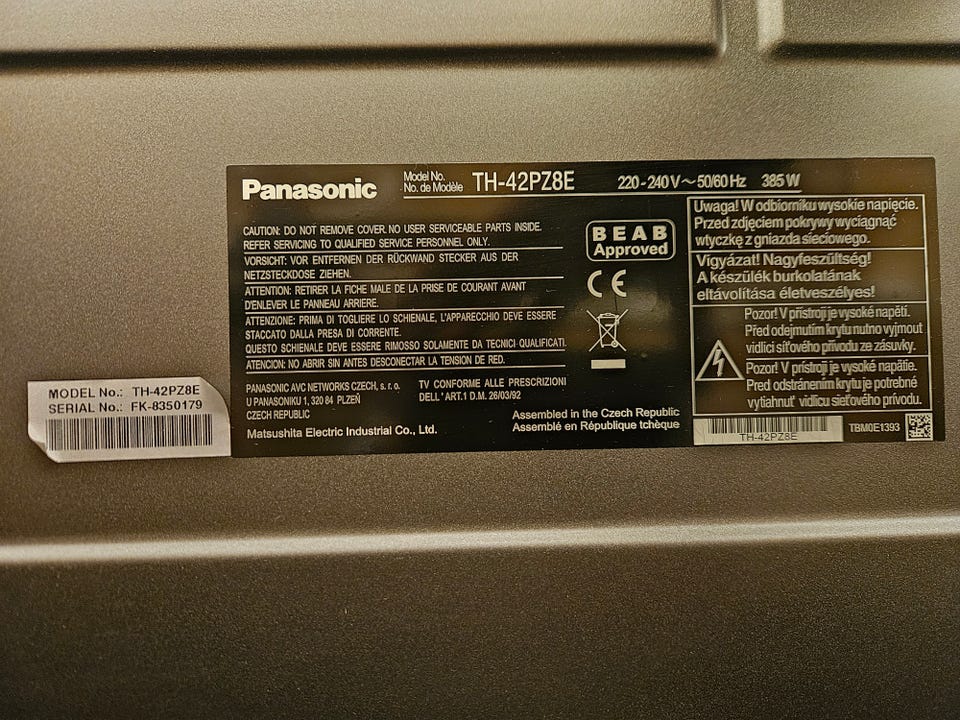 Panasonic
Model No.
No. de Modèle
TH-42PZ8E
220-240 V ~ 50/60 Hz 385 W
CAUTION: DO NOT REMOVE COVER. NO USER SERVICEABLE PARTS INSIDE.
REFER SERVICING TO QUALIFIED SERVICE PERSONNEL ONLY.
VORSICHT: VOR ENTFERNEN DER RÜCKWAND STECKER AUS DER
NETZSTECKDOSE ZIEHEN.
ATTENTION: RETIRER LA FICHE MALE DE LA PRISE DE COURANT AVANT
D'ENLEVER LE PANNEAU ARRIERE.
ATTENZIONE: PRIMA DI TOGLIERE LO SCHIENALE, L'APPARECCHIO DEVE ESSERE
STACCATO DALLA PRESA DI CORRENTE.
QUESTO SCHIENALE DEVE ESSERE RIMOSSO SOLAMENTE DA TECNICI QUALIFICATI.
ATENCION: NO ABRIR SIN ANTES DESCONECTAR LA TENSION DE RED.
PANASONIC AVC NETWORKS CZECH, s. r. o.
U PANASONIKU 1, 320 84 PLZEŇ
CZECH REPUBLIC
TV CONFORME ALLE PRESCRIZIONI
DELL' ART.1 D.M. 26/03/92
Matsushita Electric Industrial Co., Ltd.
Assembled in the Czech Republic
Assemblé en République tchèque
BEAB
Approved
CE
Uwaga! W odbiorniku wysokie napięcie.
Przed zdjęciem pokrywy wyciągnąć
wtyczkę z gniazda sieciowego.
Vigyázat! Nagyfeszültség!
A készülék burkolatának
eltávolítása életveszélyes!
Pozor! V přístroji je vysoké napětí.
Před odejmutím krytu nutno vyjmout
vidlici síťového přívodu ze zásuvky.
Pozor! V prístroji je vysoké napätie.
Pred odstránením krytu je potrebné
vytiahnuť vidlicu sieťového prívodu.
TH-42PZ8E
TBM0E1393
MODEL No.: TH-42PZ8E
SERIAL No.: FK-8350179